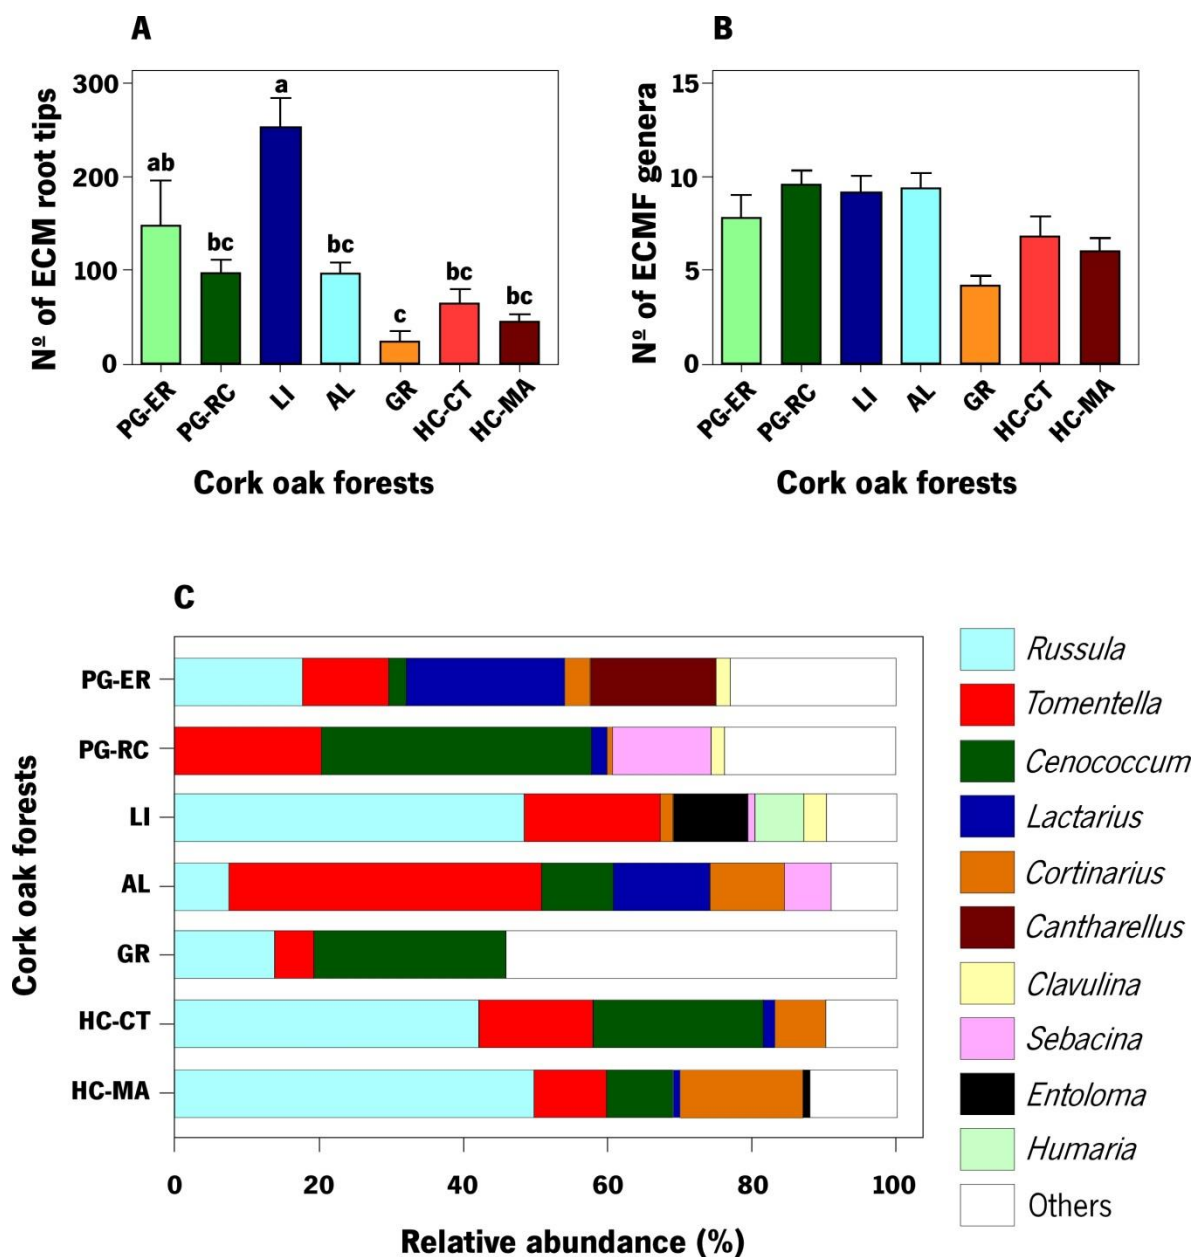 A
Nº of ECM root tips
300
200
100
0
ab
bc
a
bc
c
bc
bc
PG-ER
PG-RC
LI
AL
GR
HC-CT
HC-MA
Cork oak forests
B
Nº of ECMF genera
15
10
5
0
PG-ER
PG-RC
LI
AL
GR
HC-CT
HC-MA
Cork oak forests
C
Cork oak forests
PG-ER
PG-RC
LI
AL
GR
HC-CT
HC-MA
0 20 40 60 80 100
Relative abundance (%)
Russula
Tomentella
Cenococcum
Lactarius
Cortinarius
Cantharellus
Clavulina
Sebacina
Entoloma
Humaria
Others